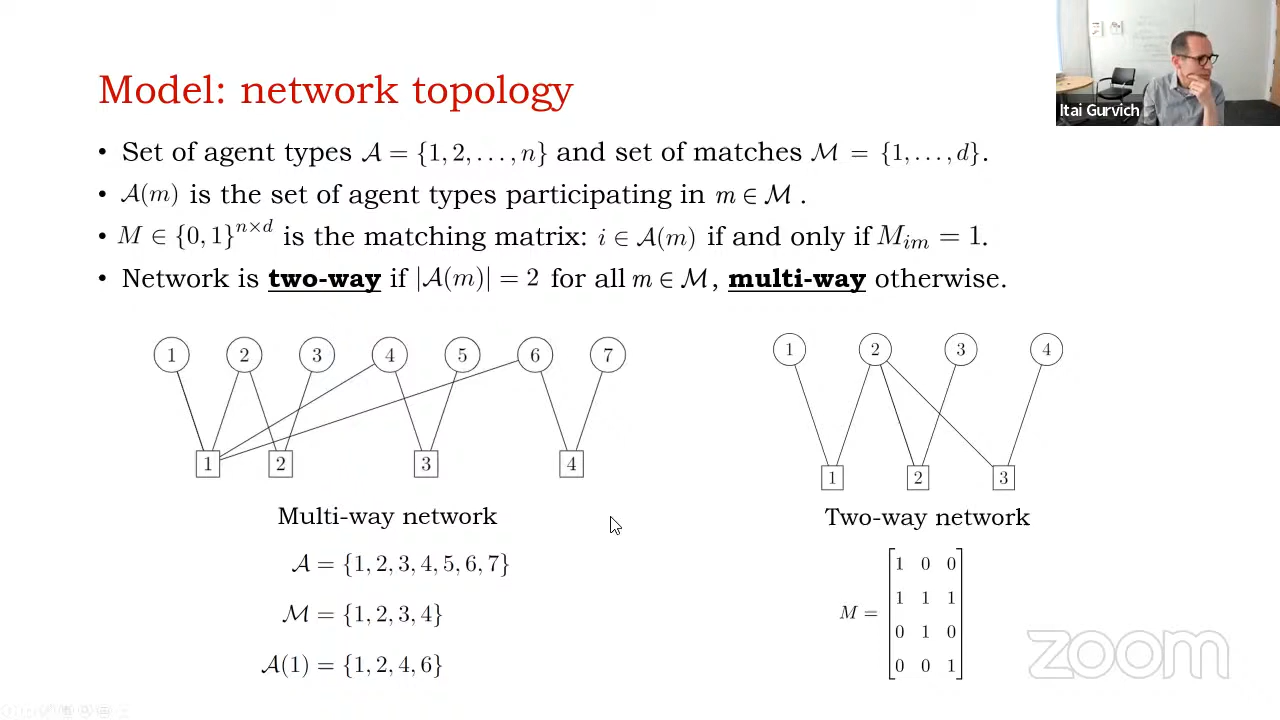 Itai Gurvich
Model: network topology
• Set of agent types 𝒜 = {1, 2, . . . , n} and set of matches ℳ = {1, . . . , d}.
• 𝒜(m) is the set of agent types participating in m ∈ ℳ .
• M ∈ {0, 1}^{n×d} is the matching matrix: i ∈ 𝒜(m) if and only if M_{im} = 1.
• Network is two-way if |𝒜(m)| = 2 for all m ∈ ℳ, multi-way otherwise.
1 2 3 4 5 6 7
1 2 3 4
Multi-way network
𝒜 = {1, 2, 3, 4, 5, 6, 7}
ℳ = {1, 2, 3, 4}
𝒜(1) = {1, 2, 4, 6}
1 2 3 4
1 2 3
Two-way network
1 0 0
1 1 1
M =
0 1 0
0 0 1
zoom